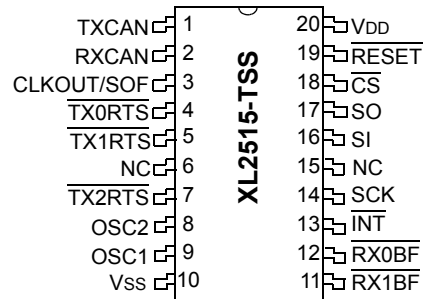 TXCAN 1 20 VDD
RXCAN 2 19 RESET
CLKOUT/SOF 3 18 CS
TX0RTS 4 17 SO
TX1RTS 5 16 SI
NC 6 15 NC
TX2RTS 7 14 SCK
OSC2 8 13 INT
OSC1 9 12 RX0BF
VSS 10 11 RX1BF
XL2515-TSS